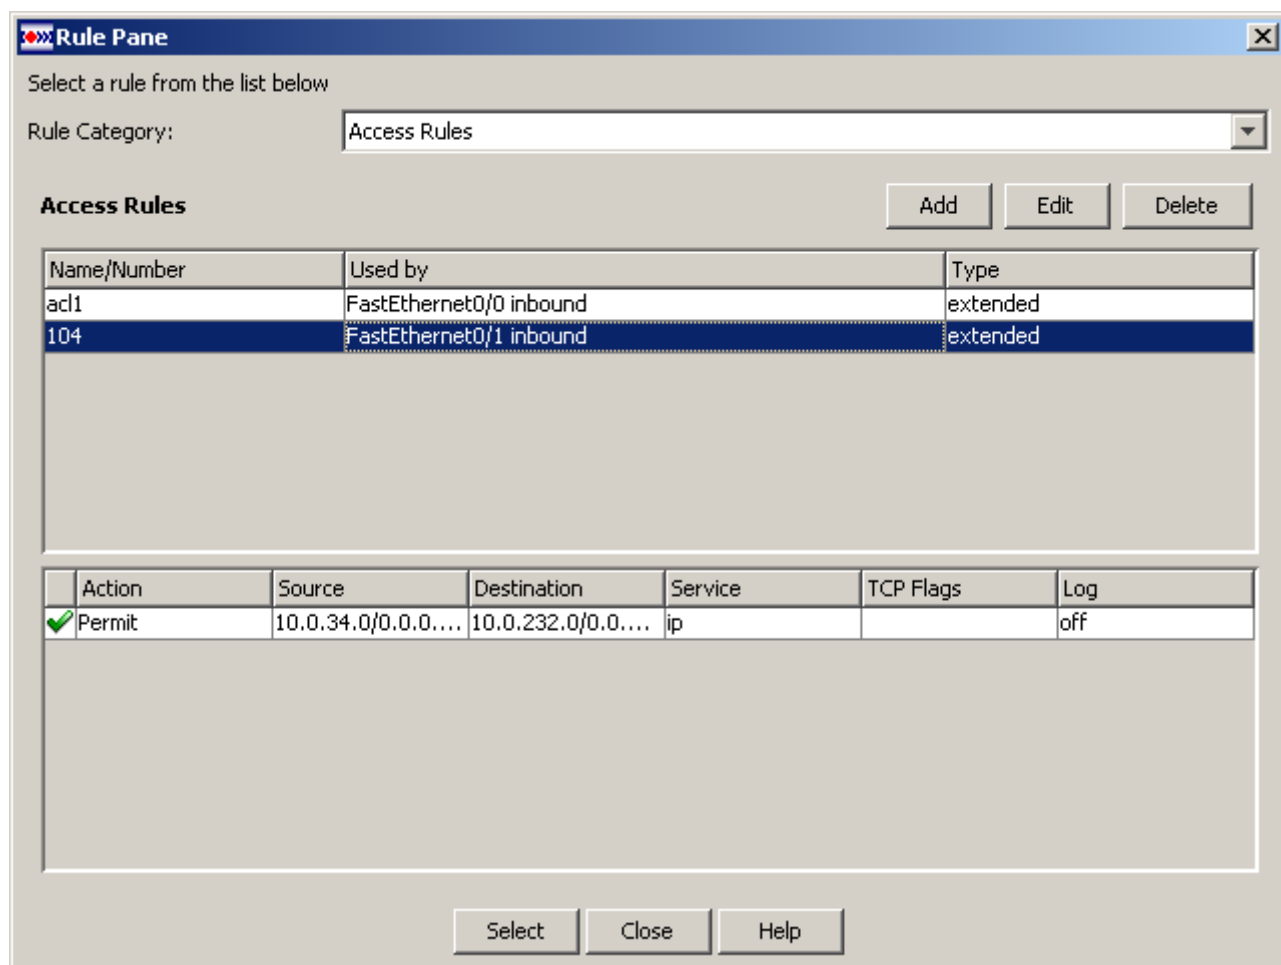 Rule Pane
Select a rule from the list below
Rule Category: Access Rules
Access Rules Add Edit Delete
Name/Number Used by Type
acl1 FastEthernet0/0 inbound extended
104 FastEthernet0/1 inbound extended
Action Source Destination Service TCP Flags Log
Permit 10.0.34.0/0.0.0.... 10.0.232.0/0.0.... ip off
Select Close Help